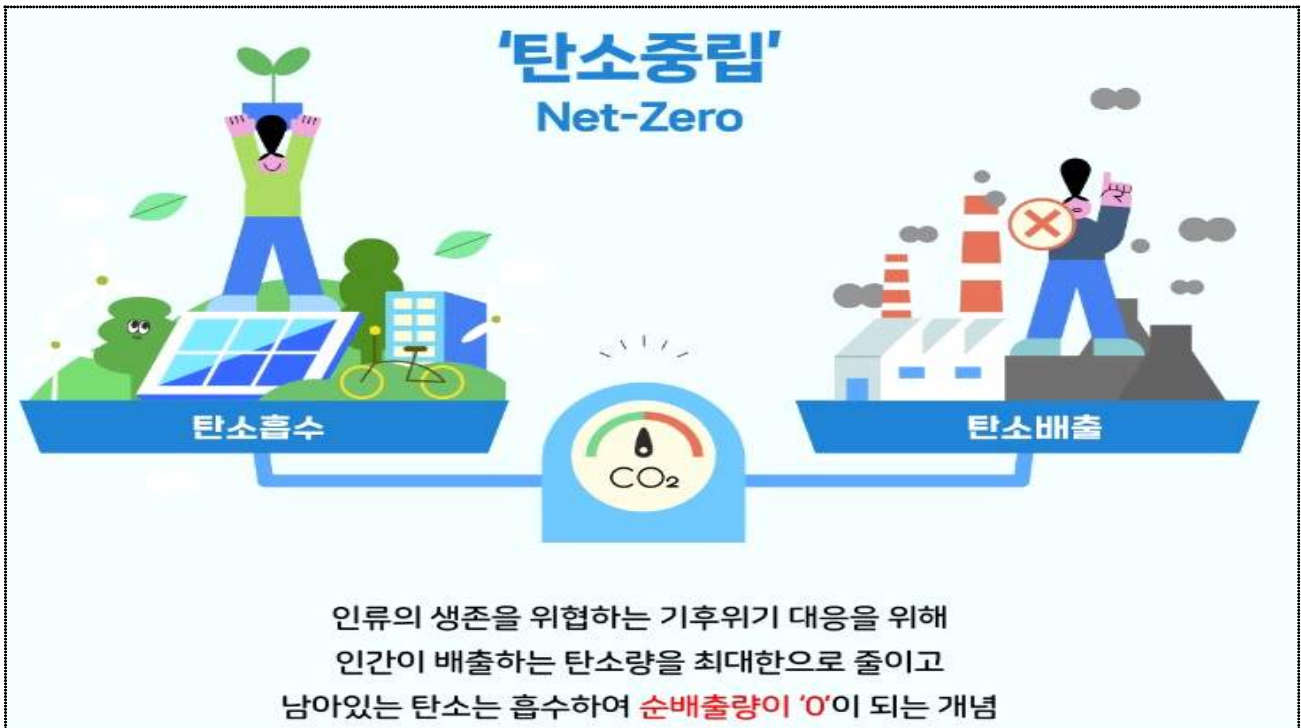 '탄소중립'
Net-Zero
탄소흡수
탄소배출
CO₂
인류의 생존을 위협하는 기후위기 대응을 위해
인간이 배출하는 탄소량을 최대한으로 줄이고
남아있는 탄소는 흡수하여 순배출량이 '0'이 되는 개념